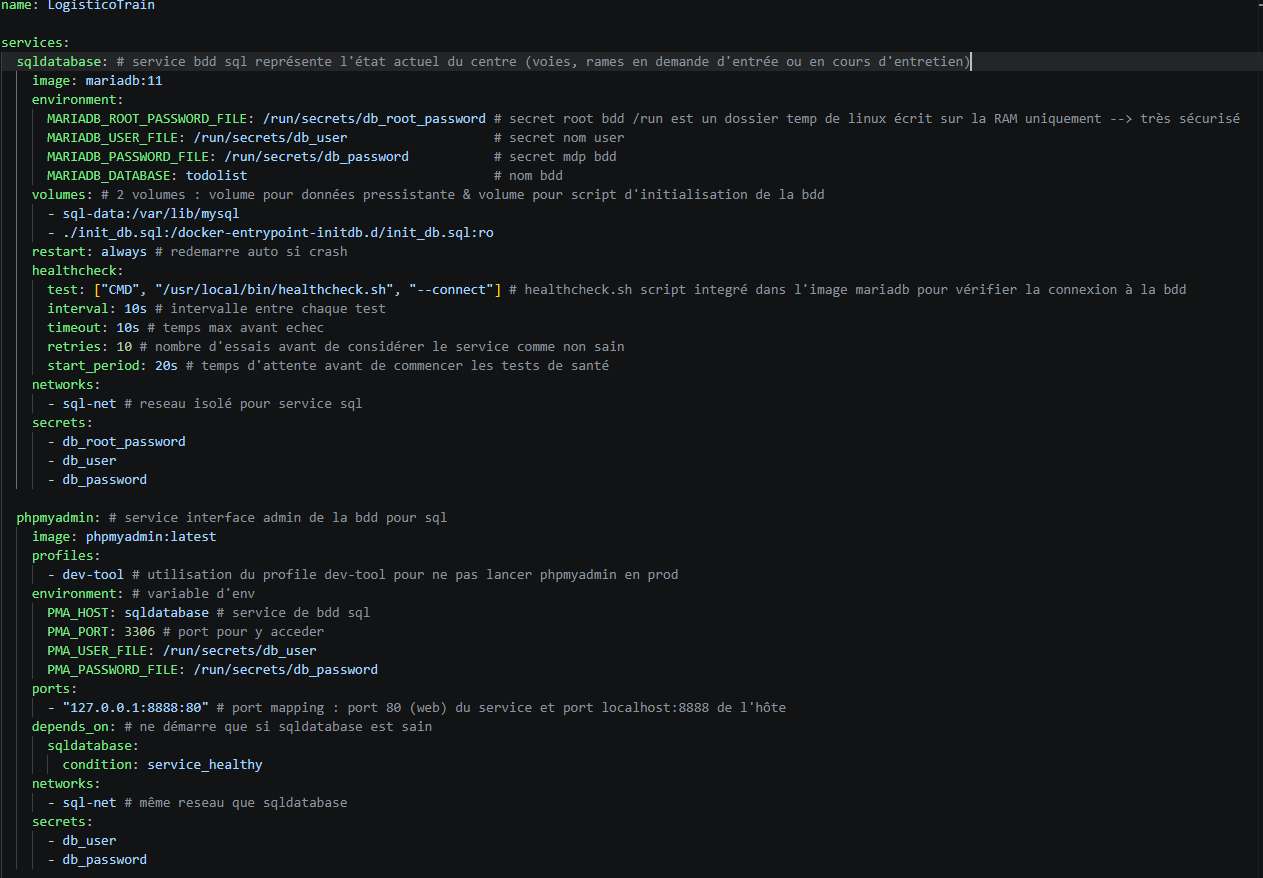 name: LogisticoTrain
services:
sqldatabase: # service bdd sql représente l'état actuel du centre (voies, rames en demande d'entrée ou en cours d'entretien)
image: mariadb:11
environment:
MARIADB_ROOT_PASSWORD_FILE: /run/secrets/db_root_password # secret root bdd /run est un dossier temp de linux écrit sur la RAM uniquement --> très sécurisé
MARIADB_USER_FILE: /run/secrets/db_user # secret nom user
MARIADB_PASSWORD_FILE: /run/secrets/db_password # secret mdp bdd
MARIADB_DATABASE: todolist # nom bdd
volumes: # 2 volumes : volume pour données pressistante & volume pour script d'initialisation de la bdd
- sql-data:/var/lib/mysql
- ./init_db.sql:/docker-entrypoint-initdb.d/init_db.sql:ro
restart: always # redemarre auto si crash
healthcheck:
test: ["CMD", "/usr/local/bin/healthcheck.sh", "--connect"] # healthcheck.sh script integré dans l'image mariadb pour vérifier la connexion à la bdd
interval: 10s # intervalle entre chaque test
timeout: 10s # temps max avant echec
retries: 10 # nombre d'essais avant de considérer le service comme non sain
start_period: 20s # temps d'attente avant de commencer les tests de santé
networks:
- sql-net # reseau isolé pour service sql
secrets:
- db_root_password
- db_user
- db_password
phpmyadmin: # service interface admin de la bdd pour sql
image: phpmyadmin:latest
profiles:
- dev-tool # utilisation du profile dev-tool pour ne pas lancer phpmyadmin en prod
environment: # variable d'env
PMA_HOST: sqldatabase # service de bdd sql
PMA_PORT: 3306 # port pour y acceder
PMA_USER_FILE: /run/secrets/db_user
PMA_PASSWORD_FILE: /run/secrets/db_password
ports:
- "127.0.0.1:8888:80" # port mapping : port 80 (web) du service et port localhost:8888 de l'hôte
depends_on: # ne démarre que si sqldatabase est sain
sqldatabase:
condition: service_healthy
networks:
- sql-net # même reseau que sqldatabase
secrets:
- db_user
- db_password